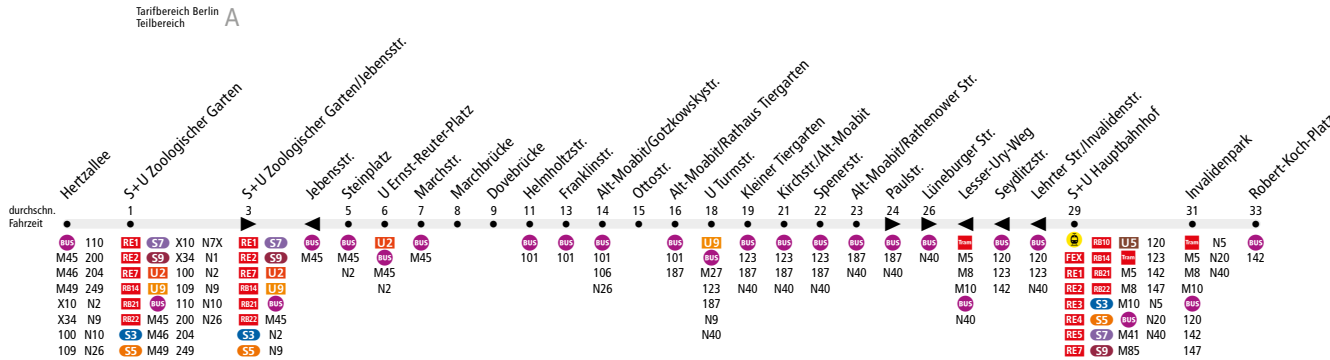 Tarifbereich Berlin
Teilbereich A
Hertzallee
S+U Zoologischer Garten
S+U Zoologischer Garten/Jebensstr.
Jebensstr.
Steinplatz
U Ernst-Reuter-Platz
Marchstr.
Marchbrücke
Dovebrücke
Helmholtzstr.
Franklinstr.
Alt-Moabit/Gotzkowskystr.
Ottostr.
Alt-Moabit/Rathaus Tiergarten
U Turmstr.
Kleiner Tiergarten
Kirchstr./Alt-Moabit
Spenerstr.
Alt-Moabit/Rathenower Str.
Paulstr.
Lüneburger Str.
Lesser-Ury-Weg
Seydlitzstr.
Lehrter Str./Invalidenstr.
S+U Hauptbahnhof
Invalidenpark
Robert-Koch-Platz
durchschn. 1 3 5 6 7 8 9 11 13 14 15 16 18 19 21 22 23 24 26 29 31 33
Fahrzeit
BUS 110 RE1 S7 X10 N7X RE1 S7 BUS BUS U2 BUS BUS BUS BUS BUS U9 BUS BUS BUS BUS BUS BUS Tram BUS BUS RB10 U5 120 Tram N5 BUS
M45 200 RE2 S9 X34 N1 RE2 S9 M45 M45 BUS M45 101 101 101 101 BUS 123 123 123 187 187 N40 M5 120 120 FEX RB14 Tram 123 M5 N20 142
M46 204 RE7 U2 100 N2 RE7 U2 N2 M45 106 187 M27 187 187 187 N40 N40 M8 123 123 RE1 RB21 M5 142 M8 N40
M49 249 RB14 U9 109 N9 RB14 U9 N2 N26 123 N40 N40 N40 M10 142 N40 RE2 RB22 M8 147 M10
X10 N2 RB21 BUS 110 N10 RB21 BUS 187 BUS N40 RE3 S3 M10 N5 BUS
X34 N9 RB22 M45 200 N26 RB22 M45 N9 N40 RE4 S5 BUS N20 120
100 N10 S3 M46 204 S3 N2 N40 RE5 S7 M41 N40 142
109 N26 S5 M49 249 S5 N9 RE7 S9 M85 147